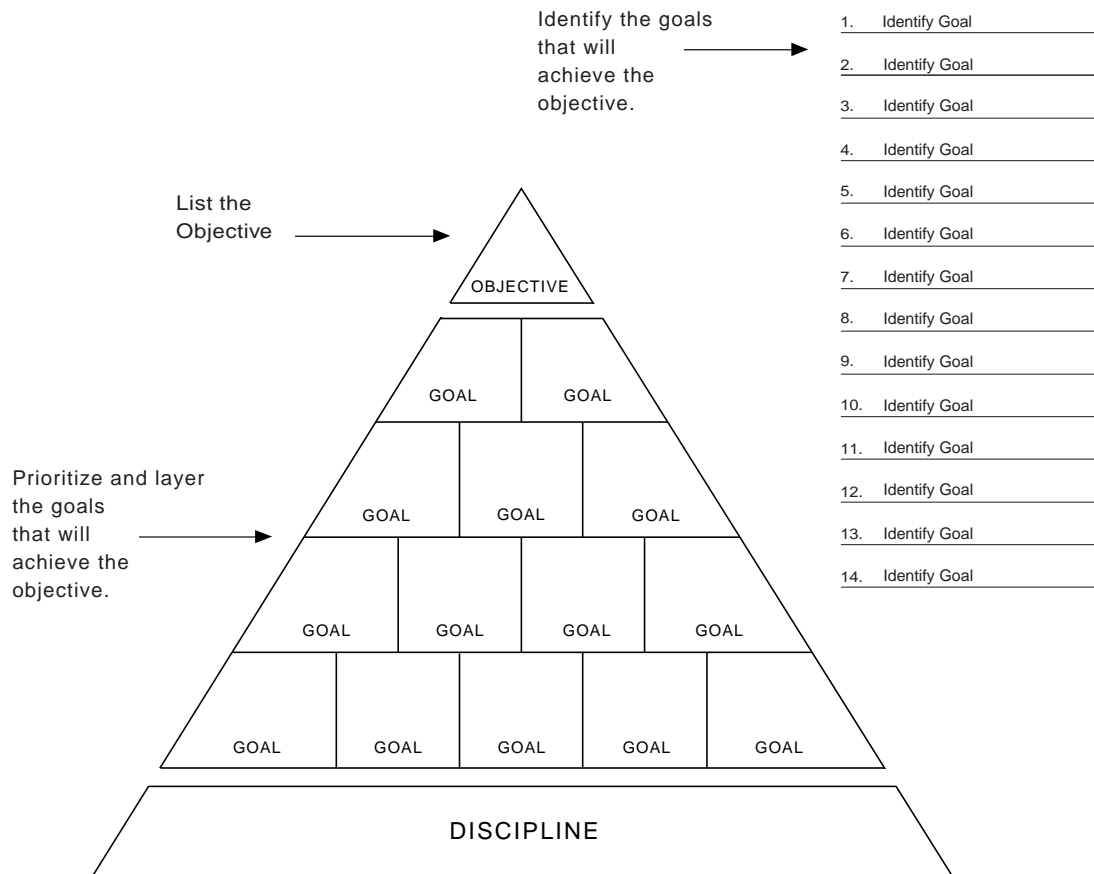 Identify the goals
that will
achieve the
objective.
1. Identify Goal
2. Identify Goal
3. Identify Goal
4. Identify Goal
5. Identify Goal
6. Identify Goal
7. Identify Goal
8. Identify Goal
9. Identify Goal
10. Identify Goal
11. Identify Goal
12. Identify Goal
13. Identify Goal
14. Identify Goal
List the
Objective
OBJECTIVE
GOAL GOAL
Prioritize and layer
the goals
that will
achieve the
objective.
GOAL GOAL GOAL
GOAL GOAL GOAL GOAL
GOAL GOAL GOAL GOAL GOAL
DISCIPLINE